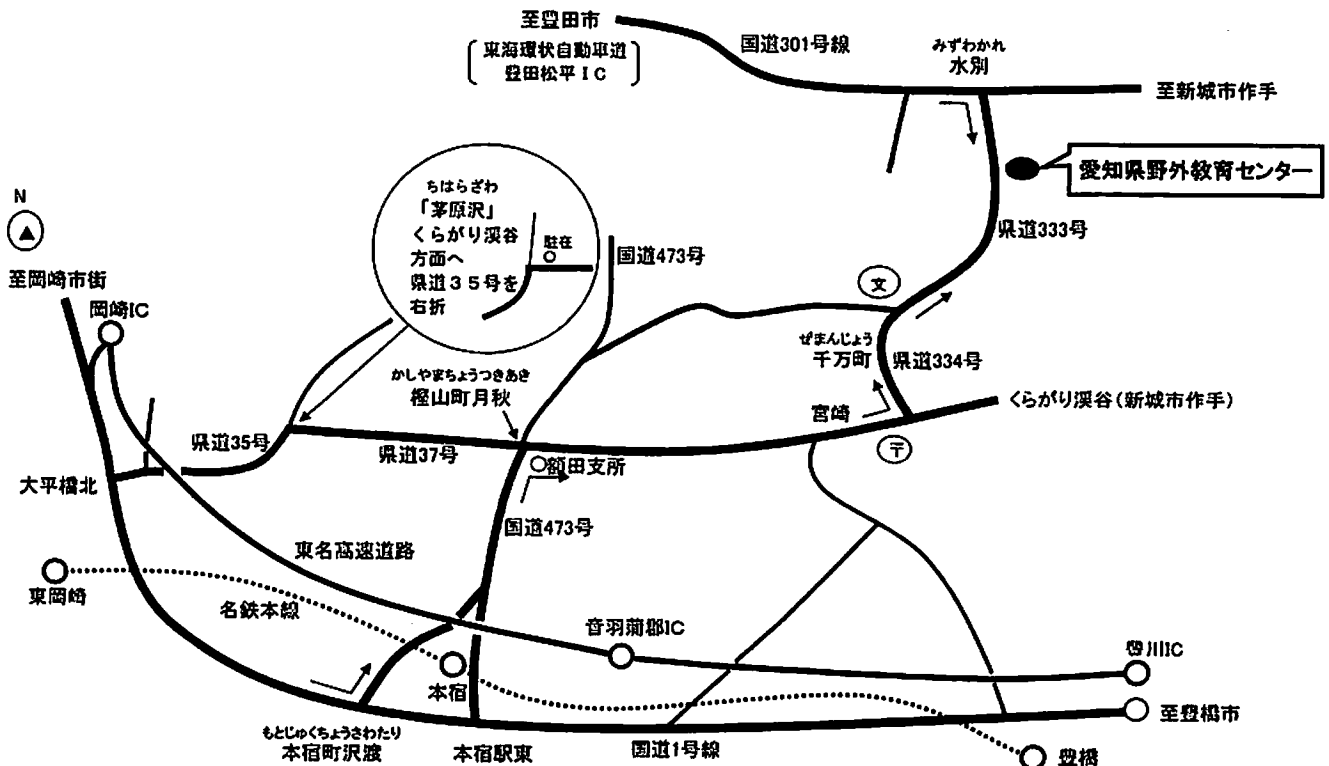 至豊田市
東海環状自動車道
豊田松平IC
国道301号線
みずわかれ
水別
至新城市作手
愛知県野外教育センター
県道333号
N
至岡崎市街
岡崎IC
ちはらざわ
「茅原沢」
くらがり渓谷
方面へ
県道35号を
右折
駐在
国道473号
文
ぜまんじょう
千万町
県道334号
かしやまちょうつきあき
樫山町月秋
宮崎
くらがり渓谷(新城市作手)
〒
県道35号
県道37号
額田支所
大平橋北
国道473号
東名高速道路
東岡崎
名鉄本線
音羽蒲郡IC
豊川IC
本宿
至豊橋市
もとじゅくちょうさわたり
本宿町沢渡
本宿駅東
国道1号線
豊橋